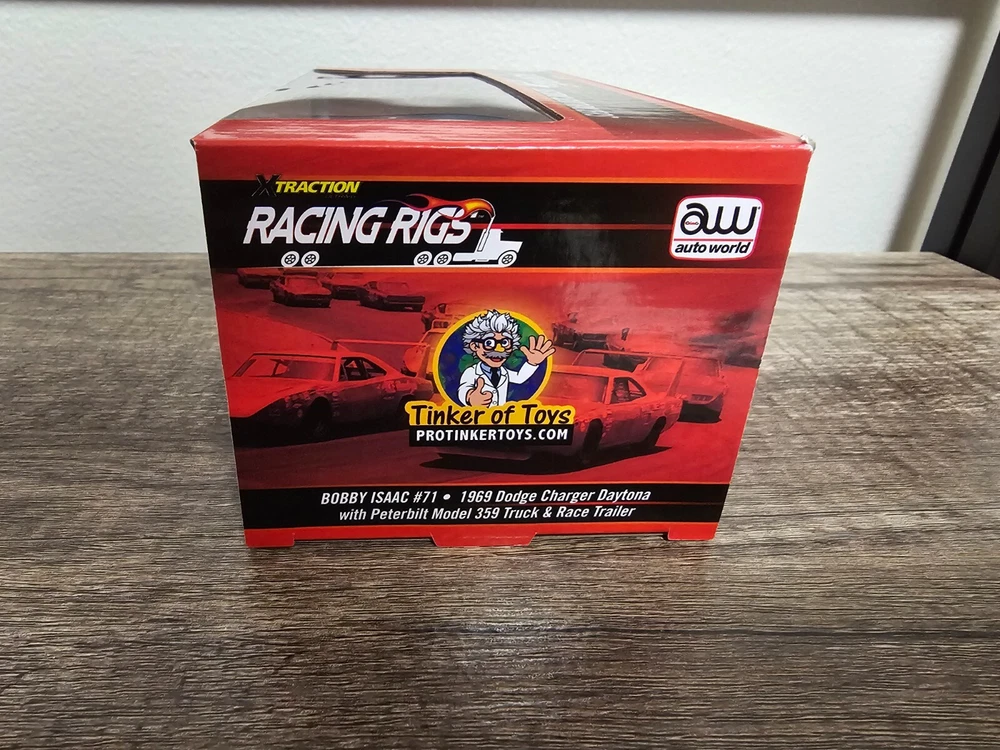 XTRACTION
RACING RIGS
aw
auto world
Tinker of Toys
PROTINKERTOYS.COM
BOBBY ISAAC #71 • 1969 Dodge Charger Daytona
with Peterbilt Model 359 Truck & Race Trailer